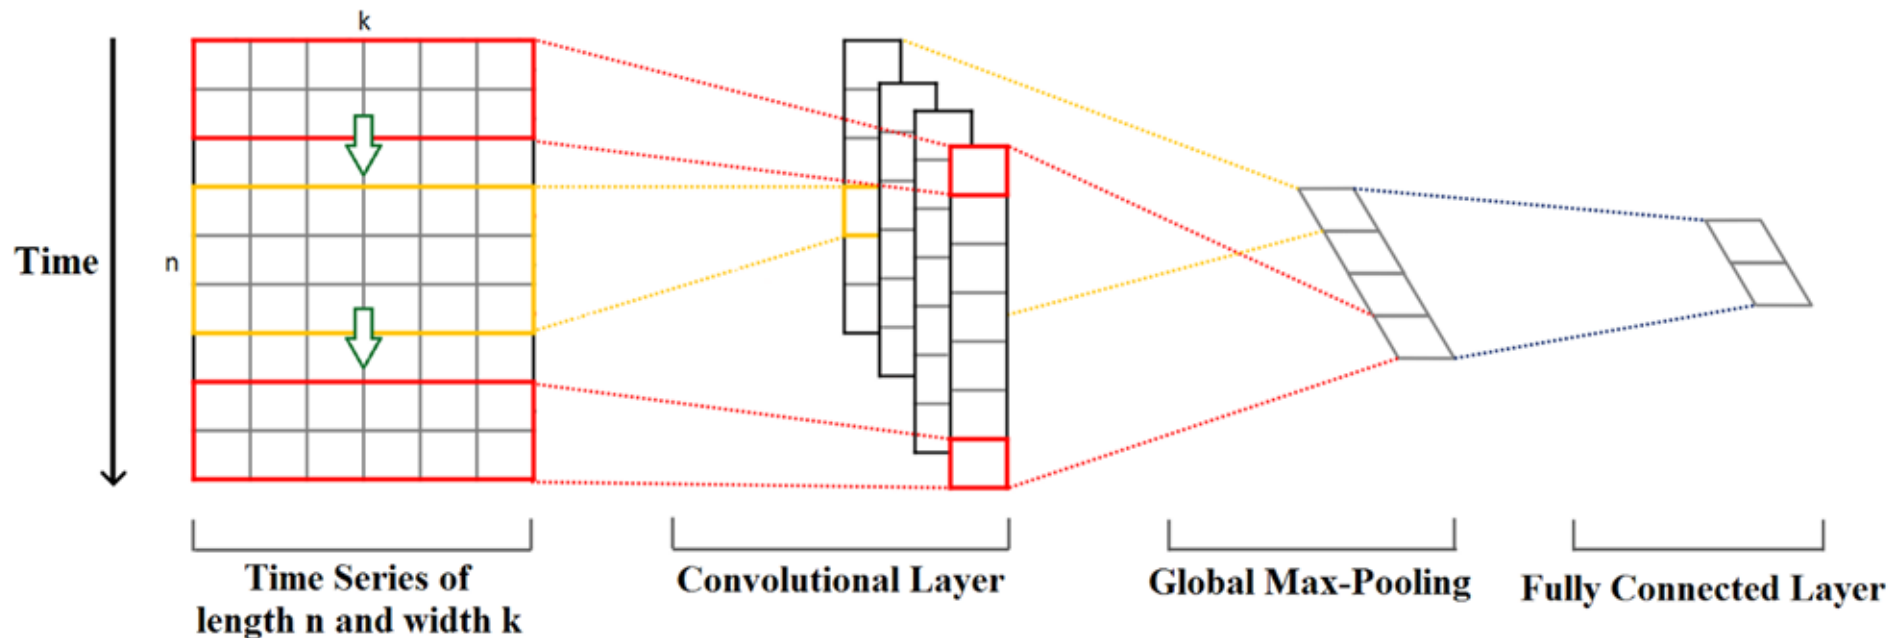 k
Time
n
Time Series of
length n and width k
Convolutional Layer
Global Max-Pooling
Fully Connected Layer